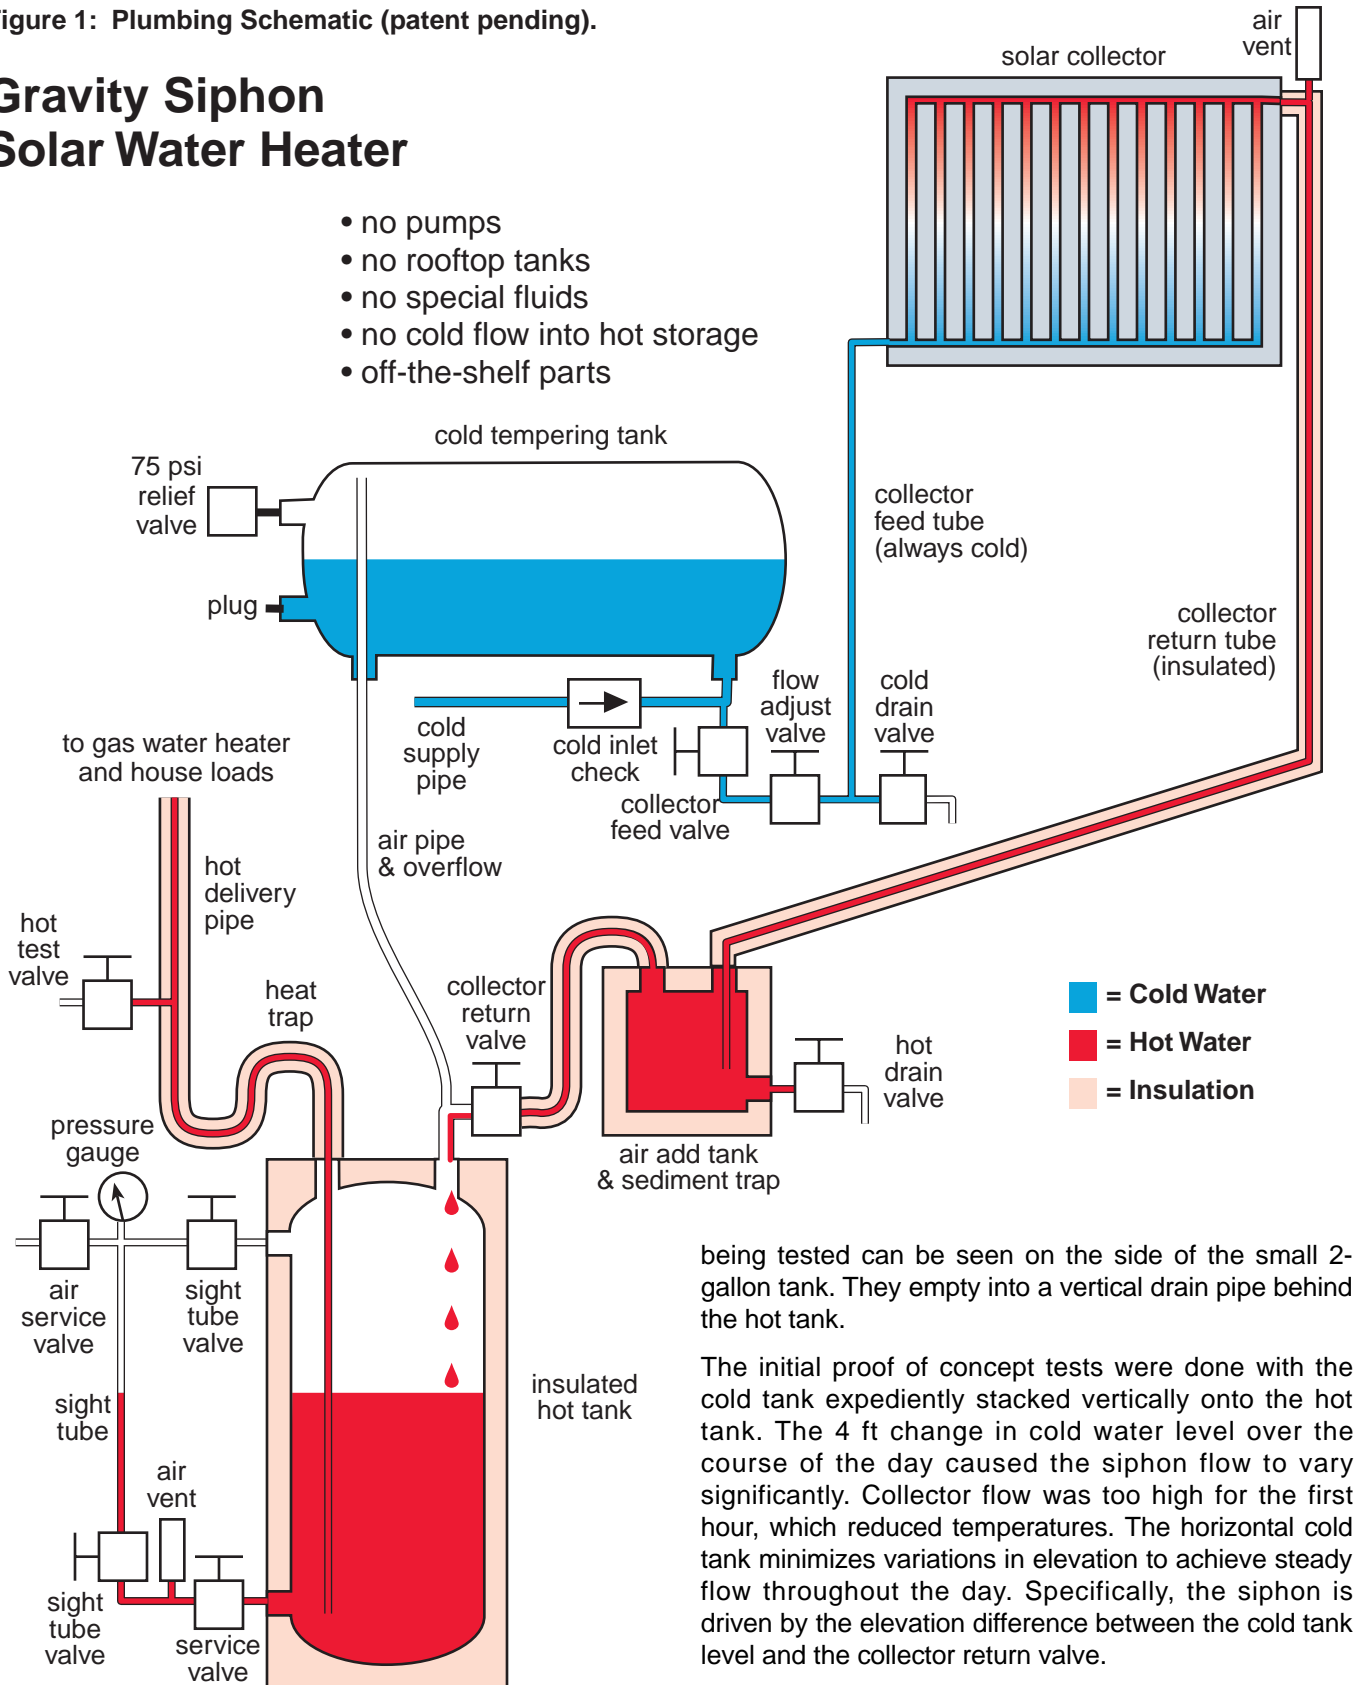 igure 1: Plumbing Schematic (patent pending).
Gravity Siphon
Solar Water Heater
• no pumps
• no rooftop tanks
• no special fluids
• no cold flow into hot storage
• off-the-shelf parts
air
vent
solar collector
cold tempering tank
75 psi
relief
valve
plug
collector
feed tube
(always cold)
collector
return tube
(insulated)
flow
adjust
valve
cold
drain
valve
cold
supply
pipe
cold inlet
check
collector
feed valve
to gas water heater
and house loads
air pipe
& overflow
hot
delivery
pipe
hot
test
valve
heat
trap
collector
return
valve
= Cold Water
= Hot Water
= Insulation
hot
drain
valve
air add tank
& sediment trap
pressure
gauge
air
service
valve
sight
tube
valve
sight
tube
insulated
hot tank
air
vent
sight
tube
valve
service
valve
being tested can be seen on the side of the small 2-
gallon tank. They empty into a vertical drain pipe behind
the hot tank.
The initial proof of concept tests were done with the
cold tank expediently stacked vertically onto the hot
tank. The 4 ft change in cold water level over the
course of the day caused the siphon flow to vary
significantly. Collector flow was too high for the first
hour, which reduced temperatures. The horizontal cold
tank minimizes variations in elevation to achieve steady
flow throughout the day. Specifically, the siphon is
driven by the elevation difference between the cold tank
level and the collector return valve.